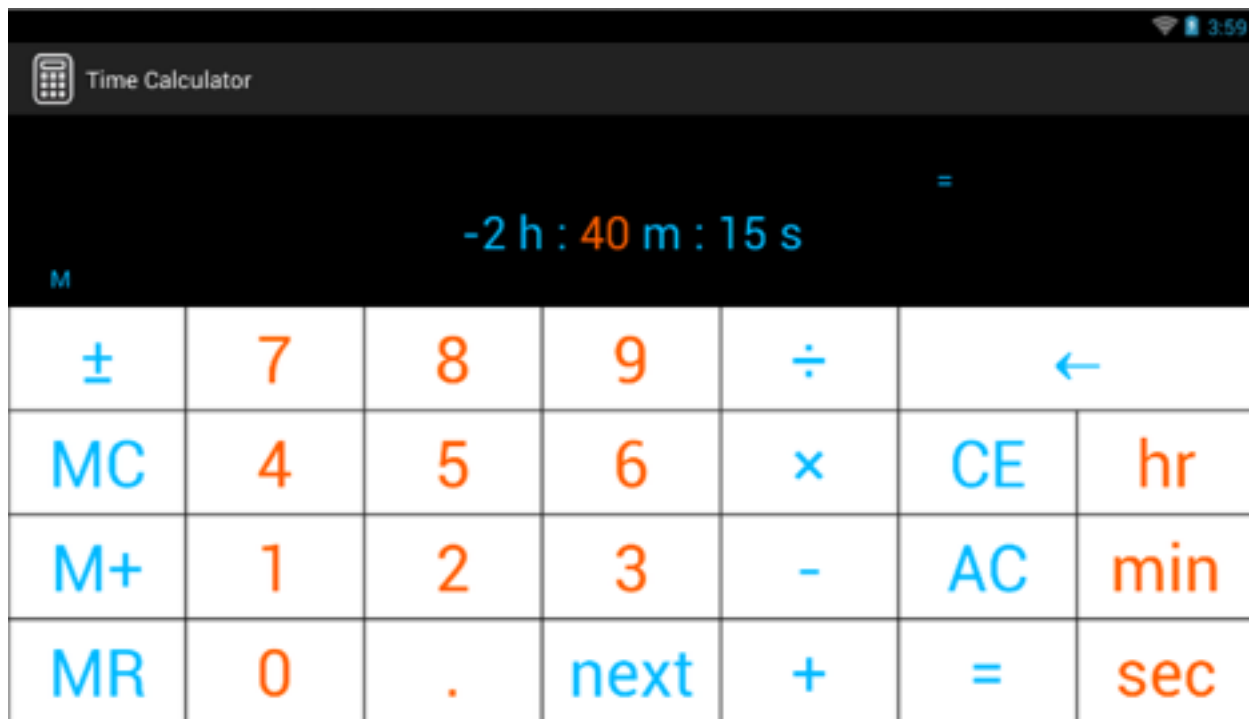 3:59
Time Calculator
=
-2 h : 40 m : 15 s
M
± 7 8 9 ÷ ←
MC 4 5 6 × CE hr
M+ 1 2 3 - AC min
MR 0 . next + = sec